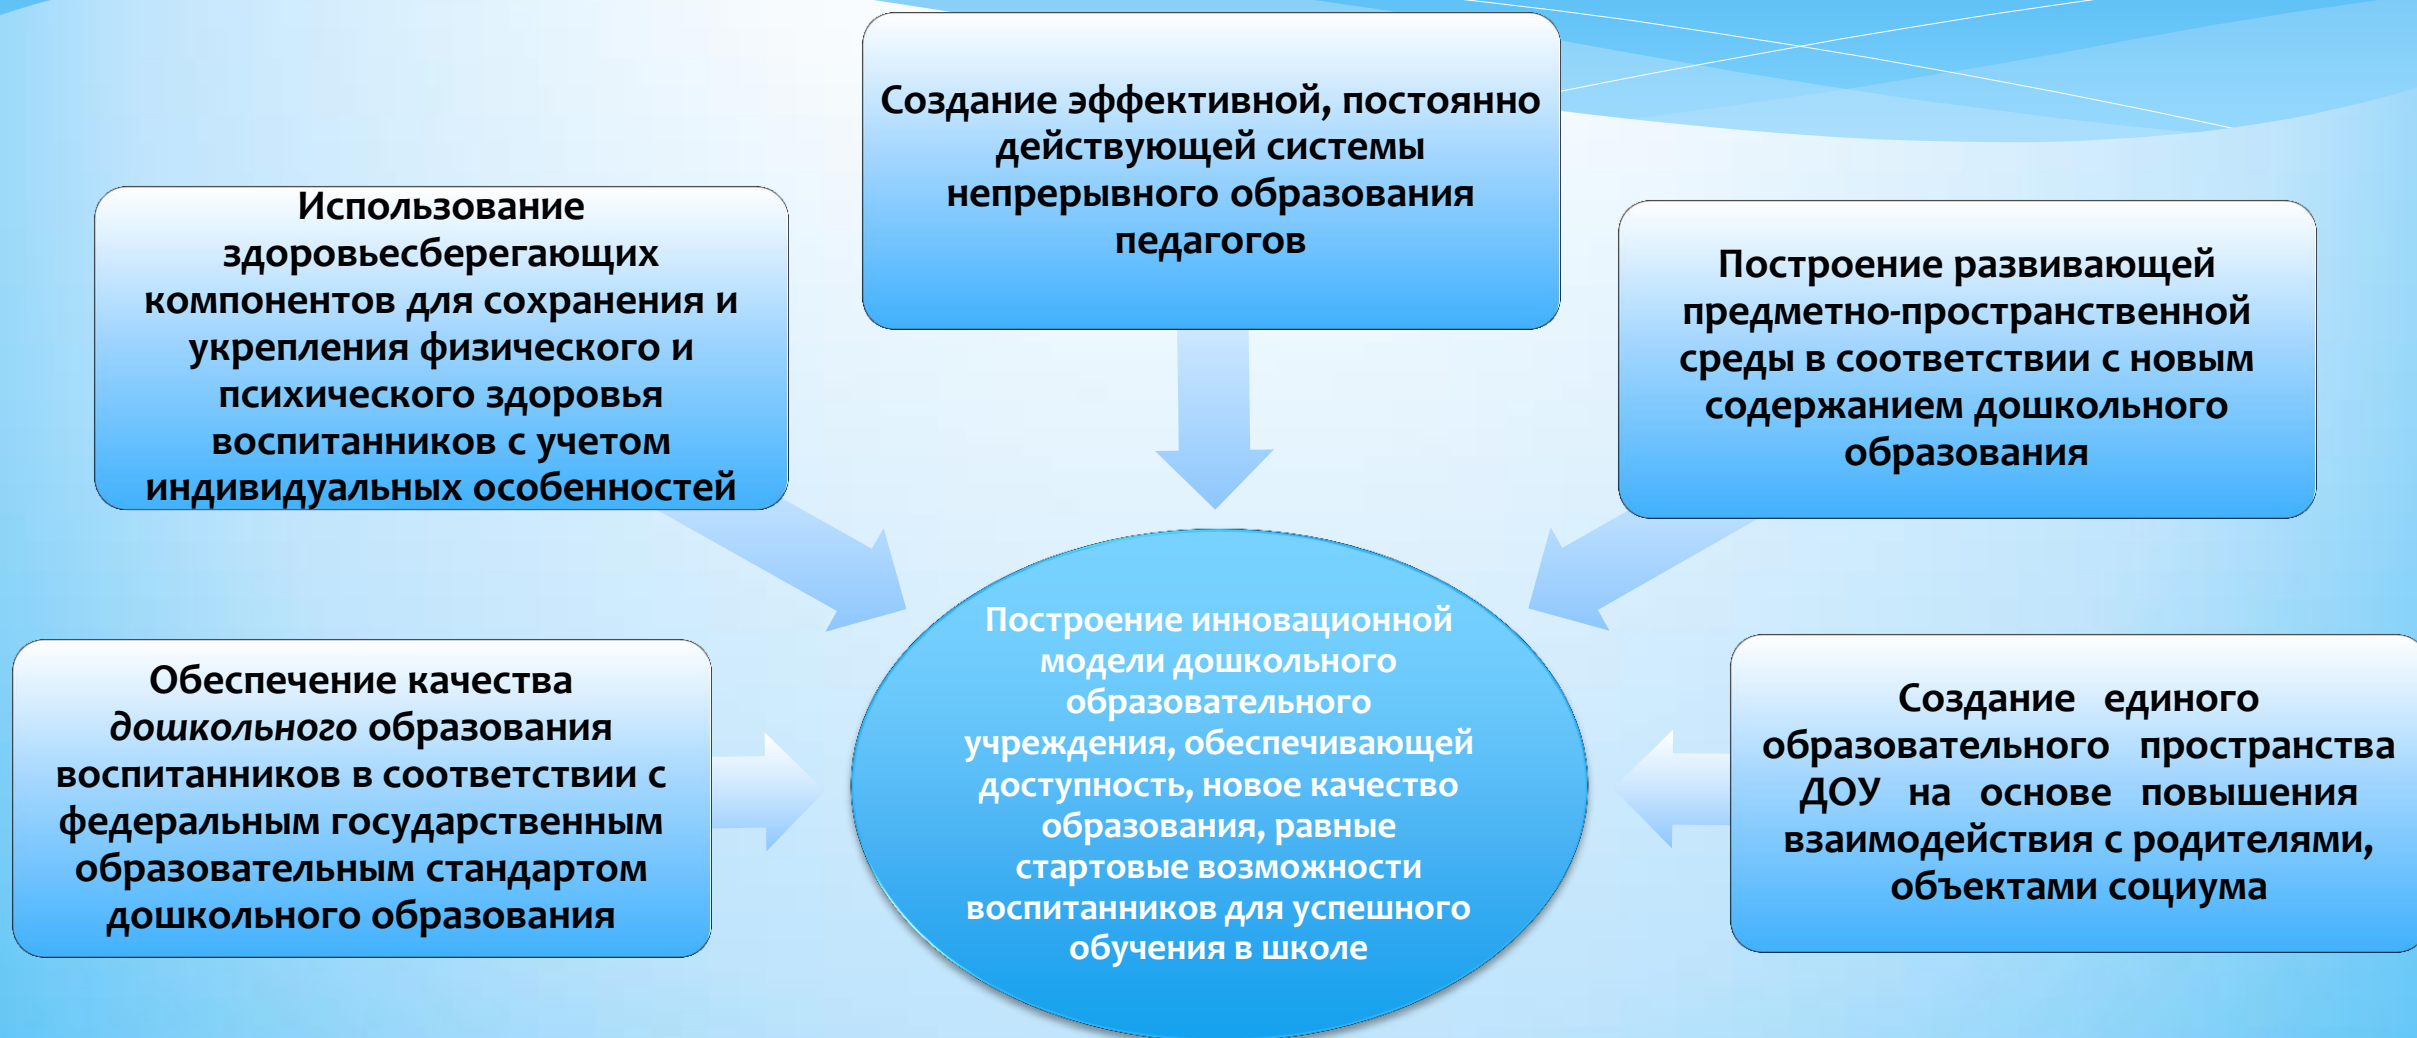 Создание эффективной, постоянно
действующей системы
непрерывного образования
педагогов
Использование
здоровьесберегающих
компонентов для сохранения и
укрепления физического и
психического здоровья
воспитанников с учетом
индивидуальных особенностей
Построение развивающей
предметно-пространственной
среды в соответствии с новым
содержанием дошкольного
образования
Обеспечение качества
дошкольного образования
воспитанников в соответствии с
федеральным государственным
образовательным стандартом
дошкольного образования
Построение инновационной
модели дошкольного
образовательного
учреждения, обеспечивающей
доступность, новое качество
образования, равные
стартовые возможности
воспитанников для успешного
обучения в школе
Создание единого
образовательного пространства
ДОУ на основе повышения
взаимодействия с родителями,
объектами социума